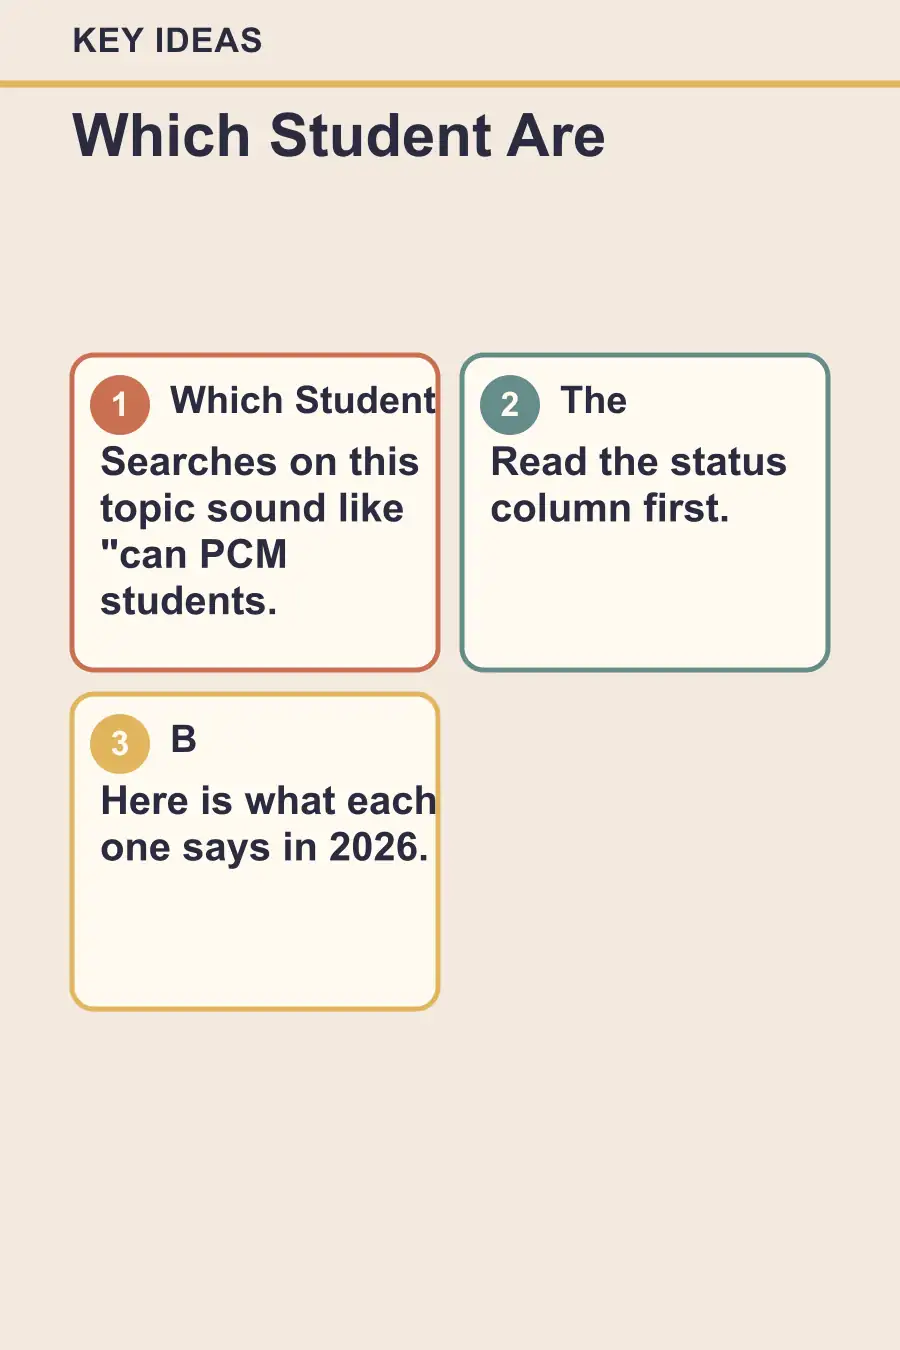 KEY IDEAS
Which Student Are
1
Which Student
Searches on this
topic sound like
"can PCM
students.
2
The
Read the status
column first.
3
B
Here is what each
one says in 2026.